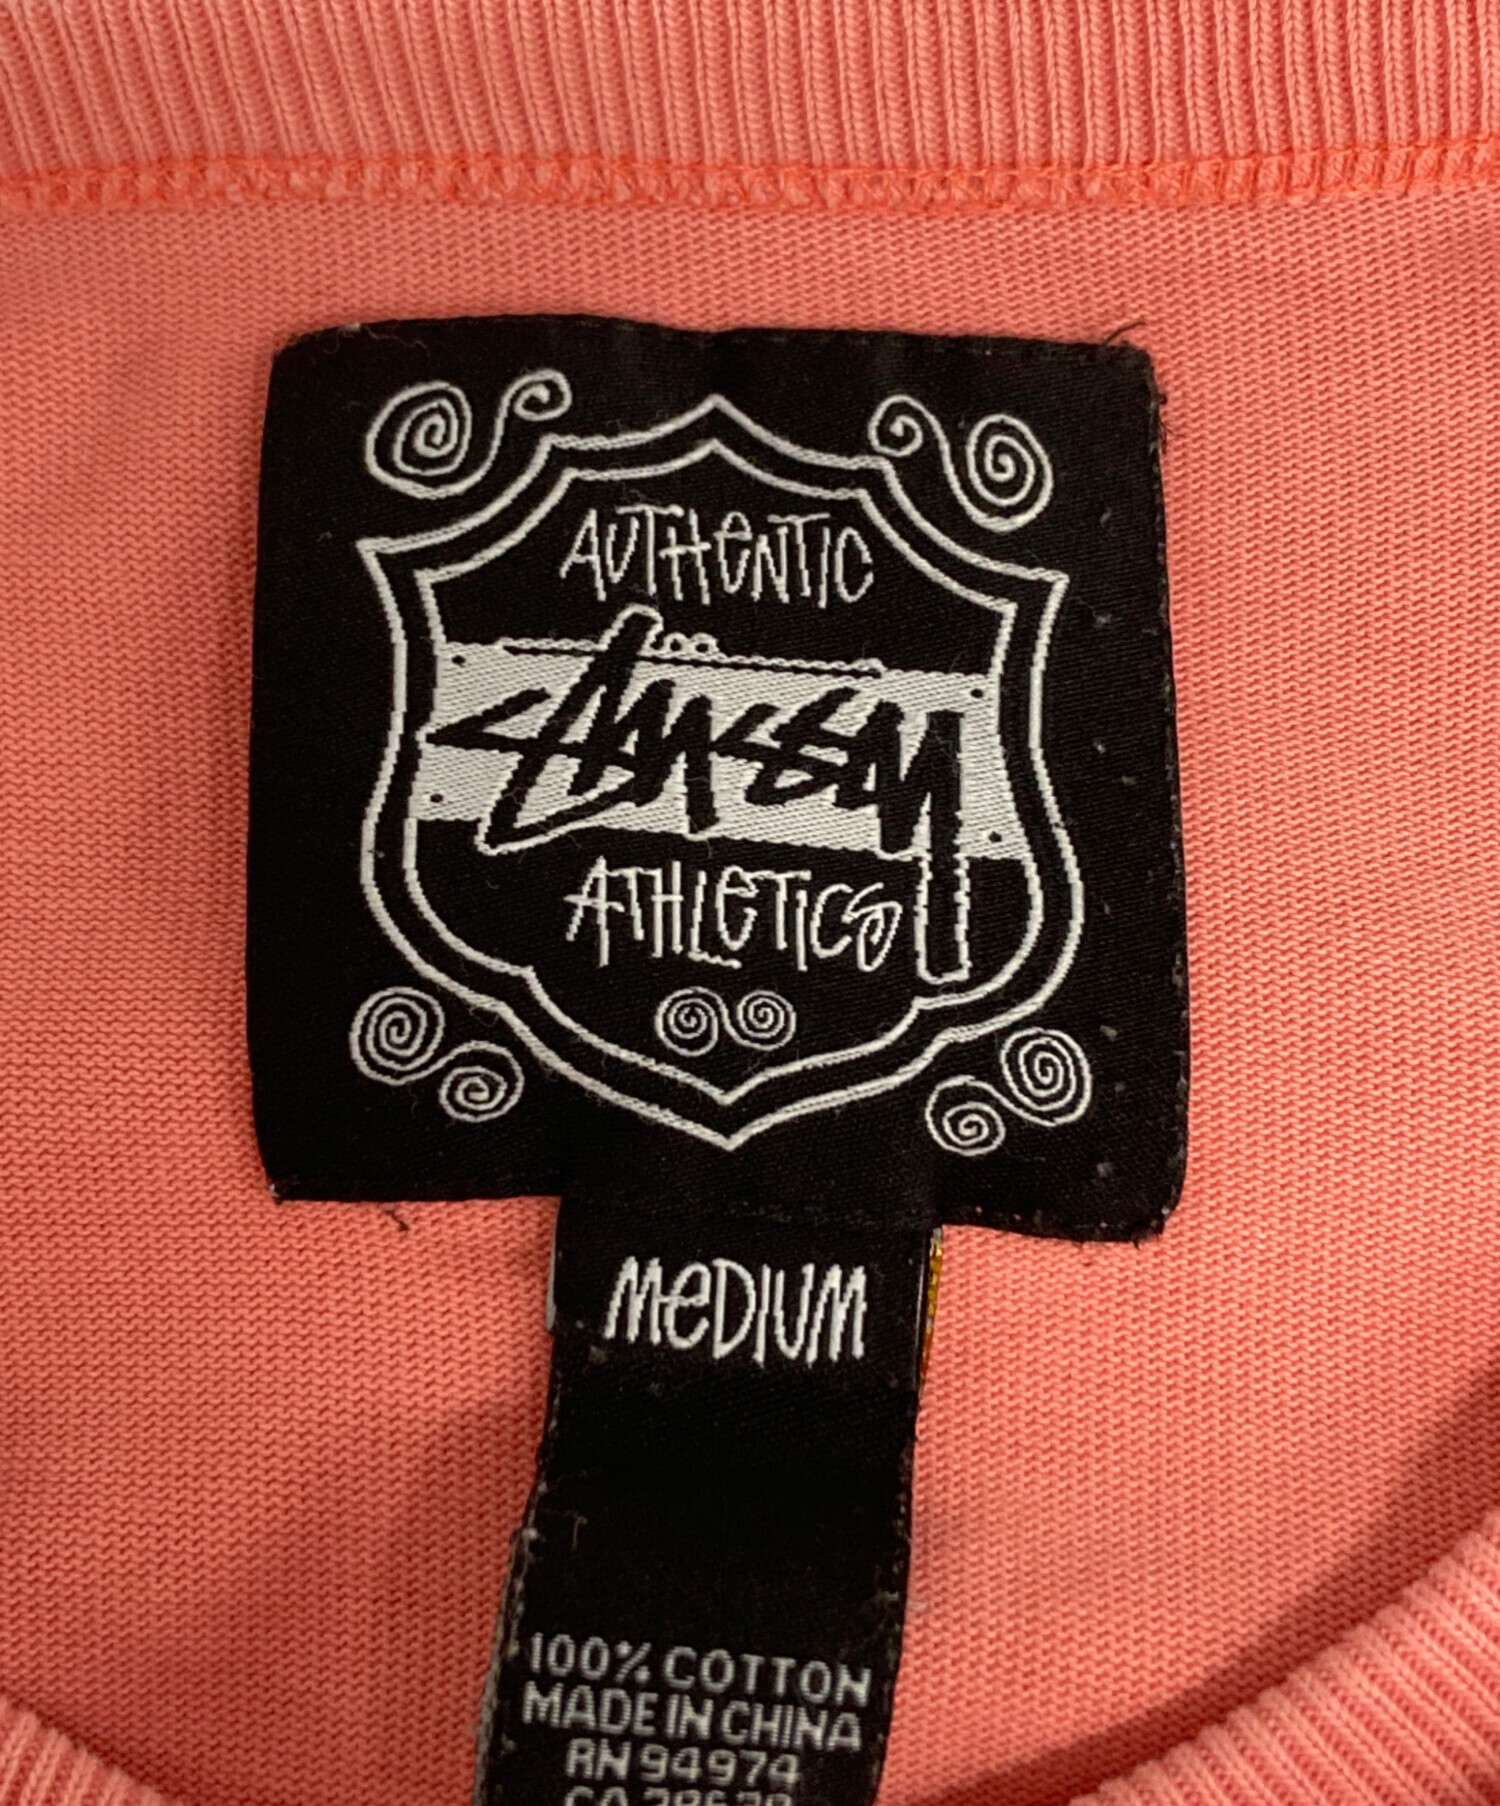 AUTHeNTIC
STUSSY
ATHLeTICS
MeDIUM
100% COTTON
MADE IN CHINA
RN 94974